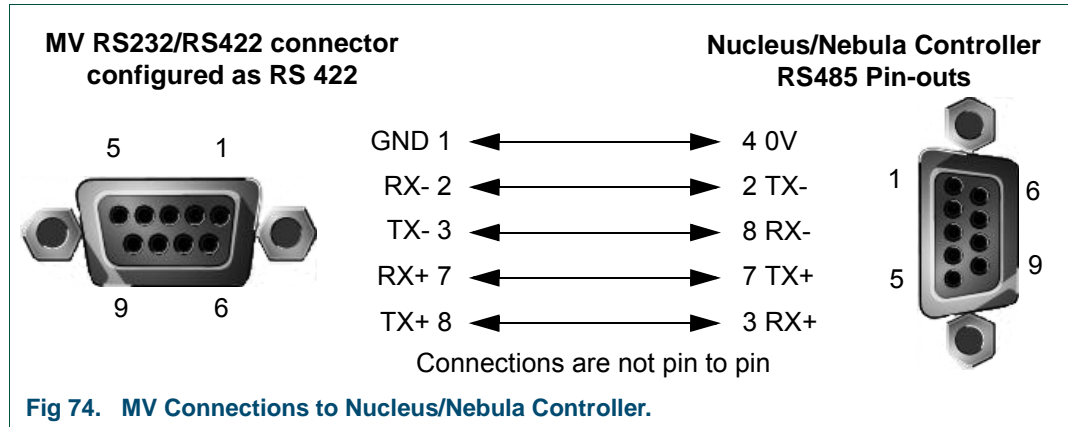 MV RS232/RS422 connector
configured as RS 422
Nucleus/Nebula Controller
RS485 Pin-outs
5 1
9 6
GND 1 4 0V
RX- 2 2 TX-
TX- 3 8 RX-
RX+ 7 7 TX+
TX+ 8 3 RX+
1 6
5 9
Connections are not pin to pin
Fig 74. MV Connections to Nucleus/Nebula Controller.